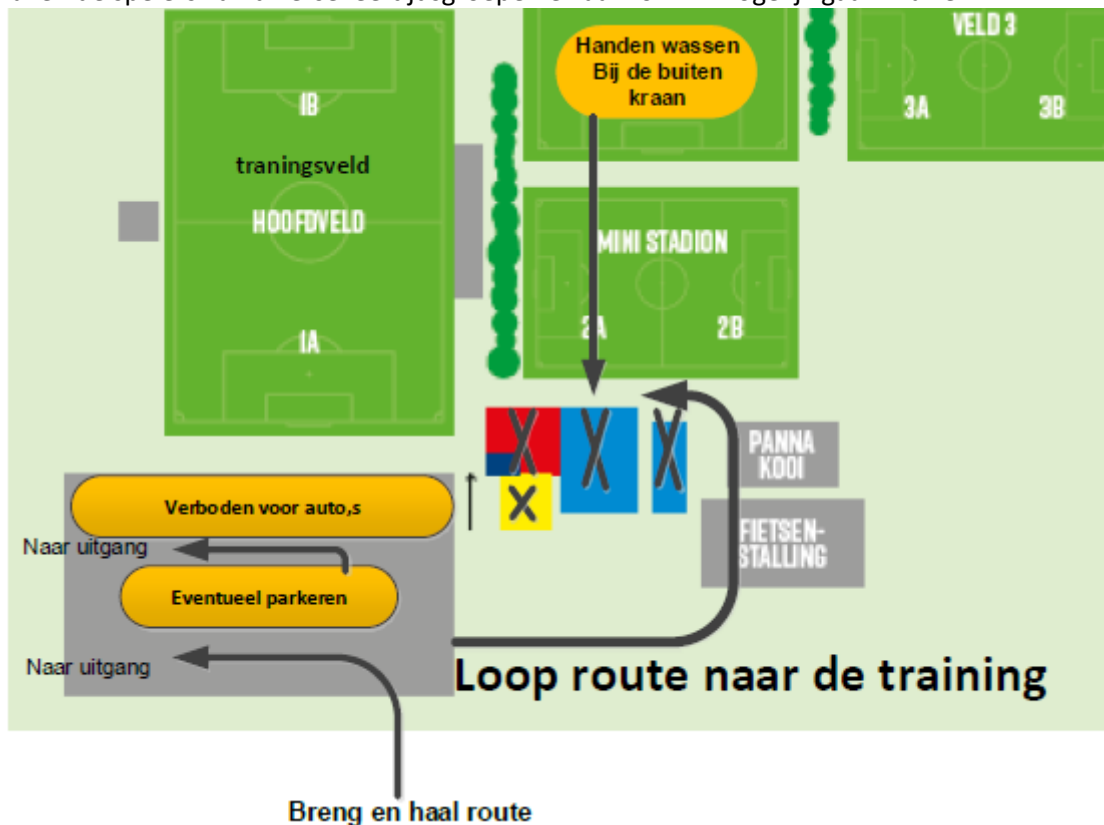 Handen wassen
Bij de buiten
kraan
VELD 3
1B
3A
3B
traningsveld
HOOFDVELD
MINI STADION
1A
2A
2B
PANNA
KOOI
Verboden voor auto,s
FIETSEN-
STALLING
Naar uitgang
Eventueel parkeren
Naar uitgang
Loop route naar de training
Breng en haal route